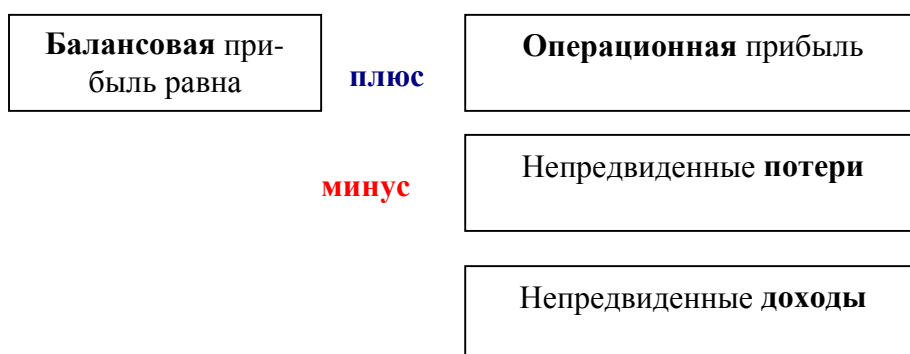 Балансовая при-
быль равна
плюс
Операционная прибыль
минус
Непредвиденные потери
Непредвиденные доходы